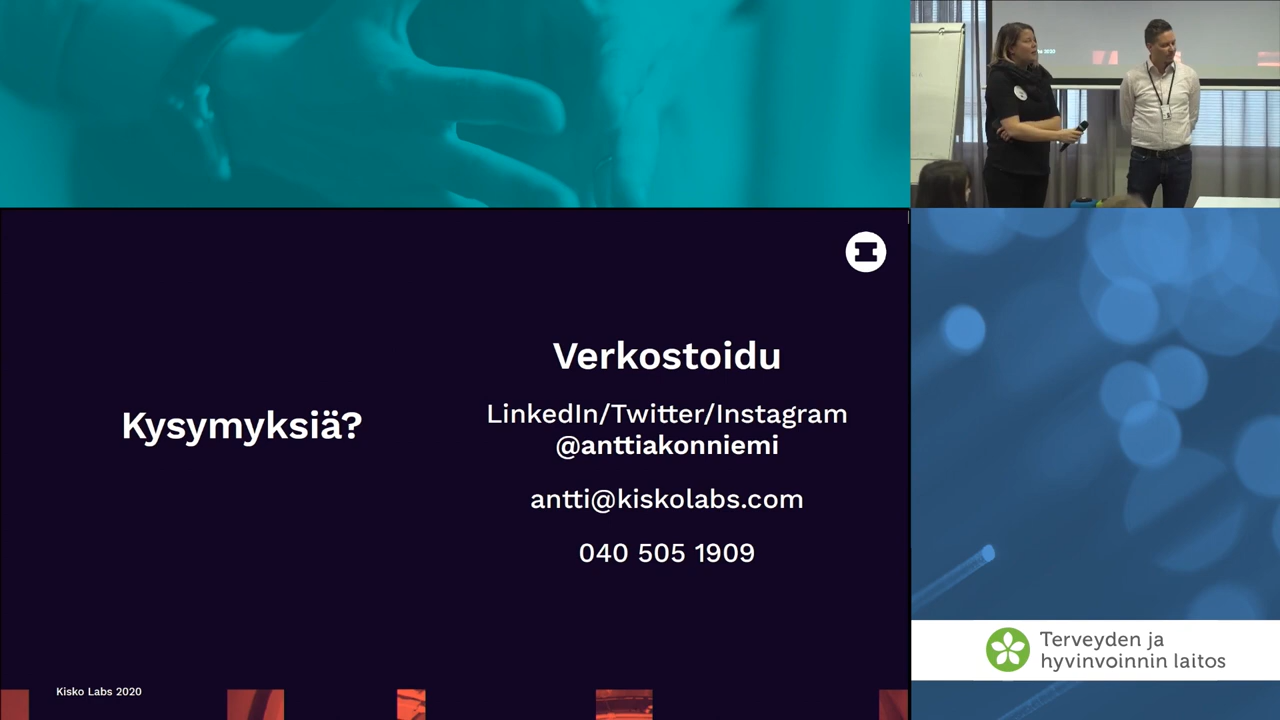 Kysymyksiä?
Verkostoidu
LinkedIn/Twitter/Instagram
@anttiakonniemi
antti@kiskolabs.com
040 505 1909
Kisko Labs 2020
Terveyden ja
hyvinvoinnin laitos